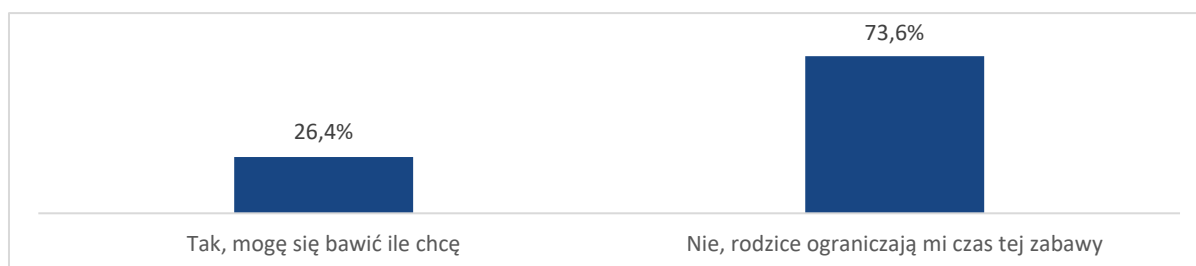 73,6%
26,4%
Tak, mogę się bawić ile chcę
Nie, rodzice ograniczają mi czas tej zabawy